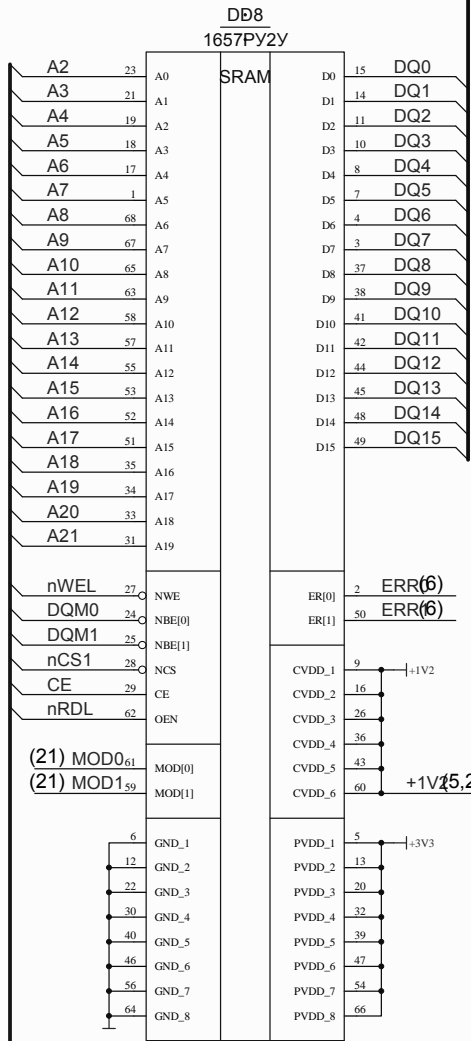 DD8
1657РУ2У
SRAM
A2 23 A0 D0 15 DQ0
A3 21 A1 D1 14 DQ1
A4 19 A2 D2 11 DQ2
A5 18 A3 D3 10 DQ3
A6 17 A4 D4 8 DQ4
A7 1 A5 D5 7 DQ5
A8 68 A6 D6 4 DQ6
A9 67 A7 D7 3 DQ7
A10 65 A8 D8 37 DQ8
A11 63 A9 D9 38 DQ9
A12 58 A10 D10 41 DQ10
A13 57 A11 D11 42 DQ11
A14 55 A12 D12 44 DQ12
A15 53 A13 D13 45 DQ13
A16 52 A14 D14 48 DQ14
A17 51 A15 D15 49 DQ15
A18 35 A16
A19 34 A17
A20 33 A18
A21 31 A19
nWEL 27 NWE ER[0] 2 ERR0(6)
DQM0 24 NBE[0] ER[1] 50 ERR1(6)
DQM1 25 NBE[1]
nCS1 28 NCS CVDD_1 9 +1V2
CE 29 CE CVDD_2 16
nRDL 62 OEN CVDD_3 26
CVDD_4 36
(21) MOD0 61 MOD[0] CVDD_5 43
(21) MOD1 59 MOD[1] CVDD_6 60 +1V2(5,2
6 GND_1 PVDD_1 5 +3V3
12 GND_2 PVDD_2 13
22 GND_3 PVDD_3 20
30 GND_4 PVDD_4 32
40 GND_5 PVDD_5 39
46 GND_6 PVDD_6 47
56 GND_7 PVDD_7 54
64 GND_8 PVDD_8 66